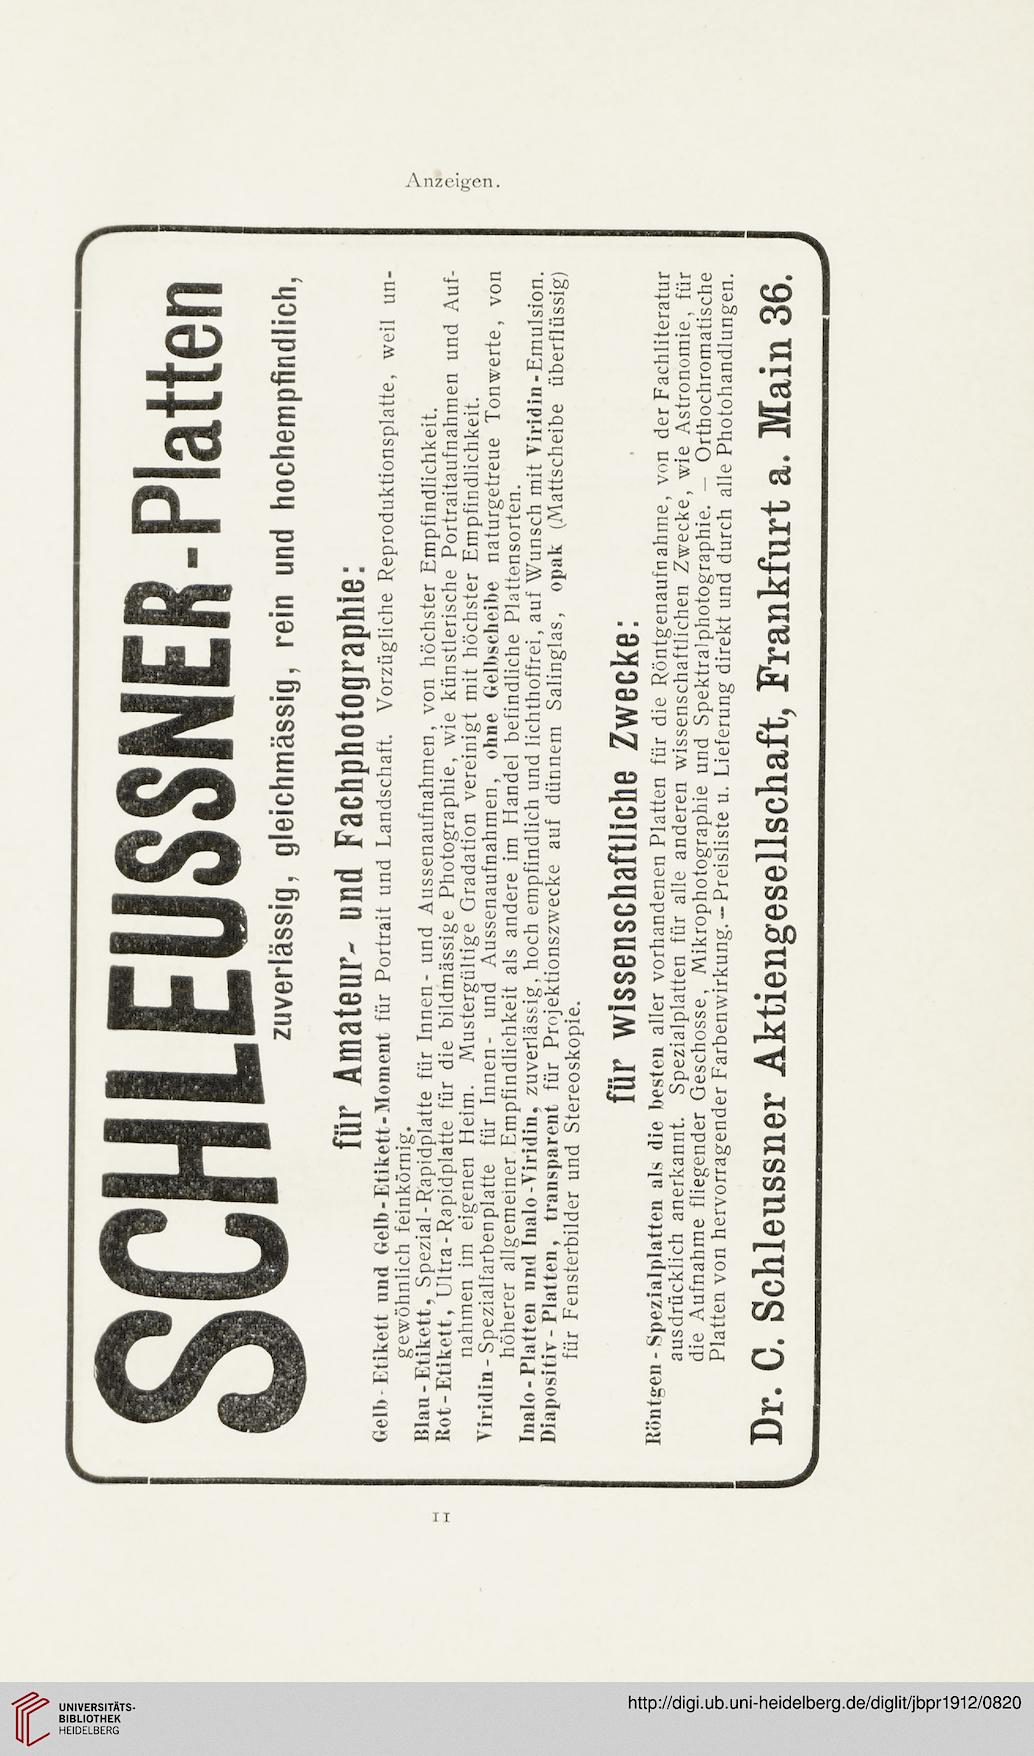 Anzeigen.
SCHLEUSSNER-Platten
zuverlässig, gleichmässig, rein und hochempfindlich,
für Amateur- und Fachphotographie:
Gelb-Etikett und Gelb-Etikett-Moment für Portrait und Landschaft. Vorzügliche Reproduktionsplatte, weil un-
gewöhnlich feinkörnig.
Blau-Etikett, Spezial-Rapidplatte für Innen- und Aussenaufnahmen, von höchster Empfindlichkeit.
Rot-Etikett, Ultra-Rapidplatte für die bildmässige Photographie, wie künstlerische Portraitaufnahmen und Auf-
nahmen im eigenen Heim. Mustergültige Gradation vereinigt mit höchster Empfindlichkeit.
Viridin-Spezialfarbenplatte für Innen- und Aussenaufnahmen, ohne Gelbscheibe naturgetreue Tonwerte, von
höherer allgemeiner Empfindlichkeit als andere im Handel befindliche Plattensorten.
Inalo-Platten und Inalo-Viridin, zuverlässig, hochempfindlich und lichthoffrei, auf Wunsch mit Viridin-Emulsion.
Diapositiv-Platten, transparent für Projektionszwecke auf dünnem Salinglas, opak (Mattscheibe überflüssig)
für Fensterbilder und Stereoskopie.
für wissenschaftliche Zwecke:
Röntgen-Spezialplatten als die besten aller vorhandenen Platten für die Röntgenaufnahme, von der Fachliteratur
ausdrücklich anerkannt. Spezialplatten für alle anderen wissenschaftlichen Zwecke, wie Astronomie, für
die Aufnahme fliegender Geschosse, Mikrophotographie und Spektralphotographie. — Orthochromatische
Platten von hervorragender Farbenwirkung. — Preisliste u. Lieferung direkt und durch alle Photohandlungen.
Dr. C. Schleussner Aktiengesellschaft, Frankfurt a. Main 36.
11
UNIVERSITÄTS-
BIBLIOTHEK
HEIDELBERG
http://digi.ub.uni-heidelberg.de/diglit/jbpr1912/0820